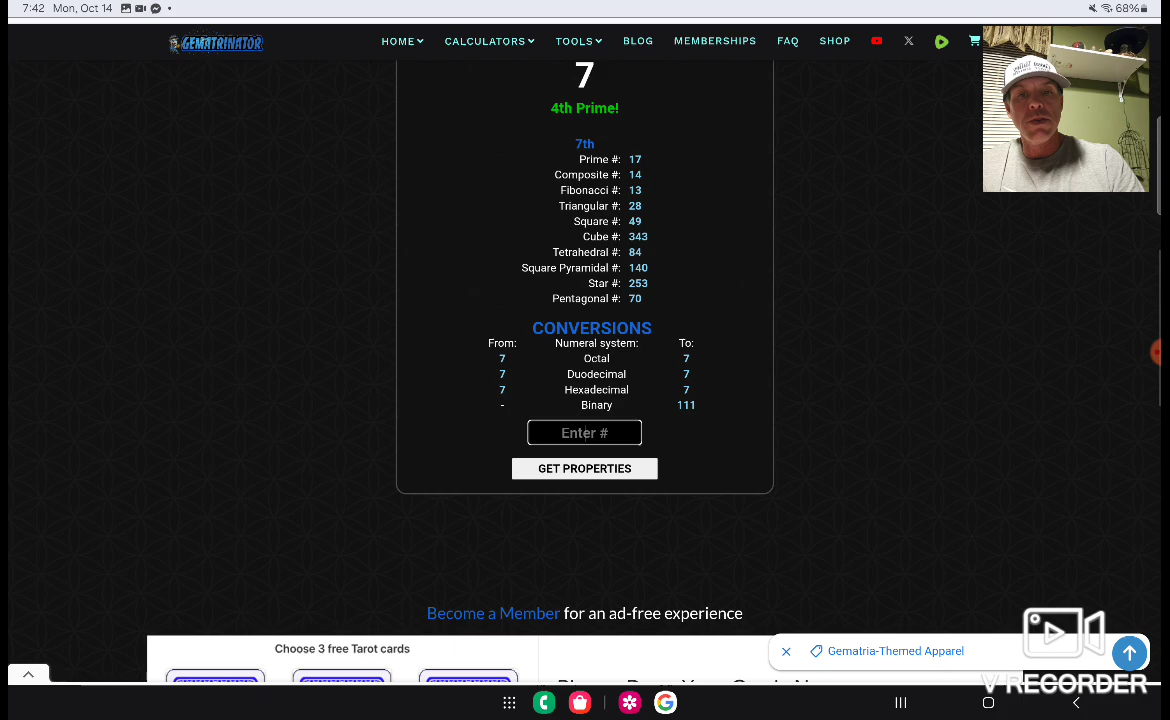 7:42 Mon, Oct 14
68%
GEMATRINATOR
HOME CALCULATORS TOOLS BLOG MEMBERSHIPS FAQ SHOP
7
4th Prime!
7th
Prime #: 17
Composite #: 14
Fibonacci #: 13
Triangular #: 28
Square #: 49
Cube #: 343
Tetrahedral #: 84
Square Pyramidal #: 140
Star #: 253
Pentagonal #: 70
CONVERSIONS
From: Numeral system: To:
7 Octal 7
7 Duodecimal 7
7 Hexadecimal 7
- Binary 111
Enter #
GET PROPERTIES
Become a Member for an ad-free experience
Choose 3 free Tarot cards
Gematria-Themed Apparel
V RECORDER